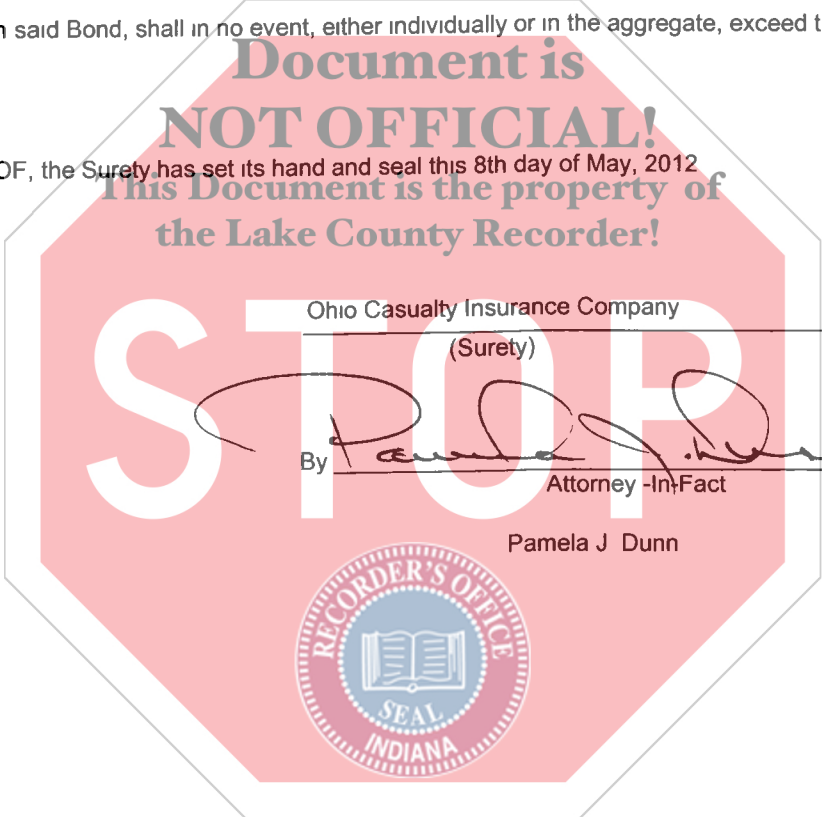 n said Bond, shall in no event, either individually or in the aggregate, exceed t
Document is
NOT OFFICIAL!
OF, the Surety has set its hand and seal this 8th day of May, 2012
This Document is the property of
the Lake County Recorder!
STOP
Ohio Casualty Insurance Company
(Surety)
By Pamela J. Dunn
Attorney -In-Fact
Pamela J Dunn
RECORDER'S OFFICE
SEAL
INDIANA